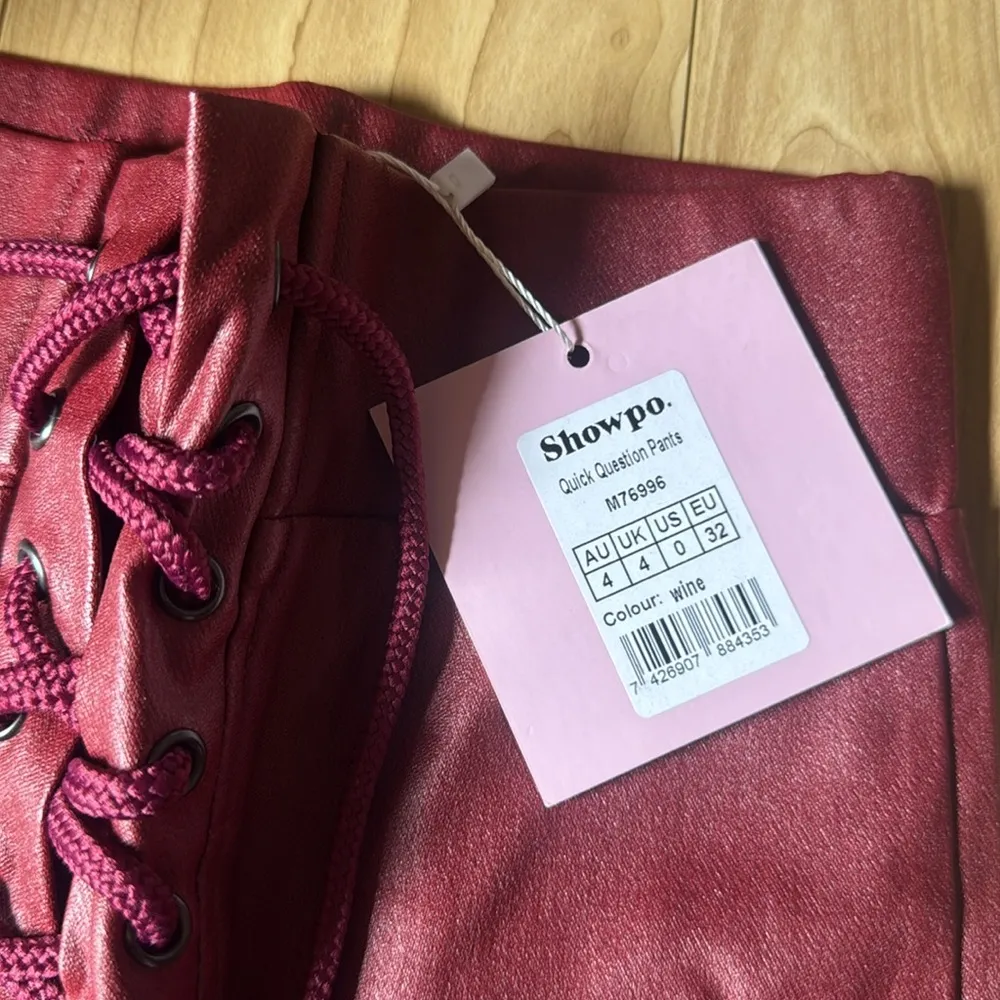 Showpo.
Quick Question Pants
M76996
AU UK US EU
4 4 0 32
Colour: wine
7 426907 884353